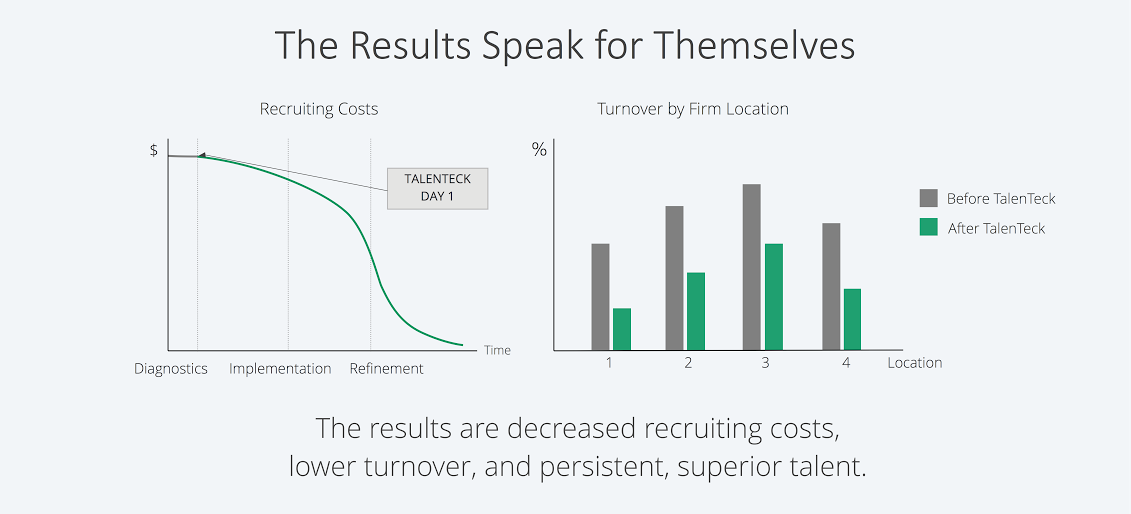 The Results Speak for Themselves
Recruiting Costs
$
TALENTECK
DAY 1
Time
Diagnostics
Implementation
Refinement
Turnover by Firm Location
%
Before TalenTeck
After TalenTeck
1
2
3
4
Location
The results are decreased recruiting costs,
lower turnover, and persistent, superior talent.